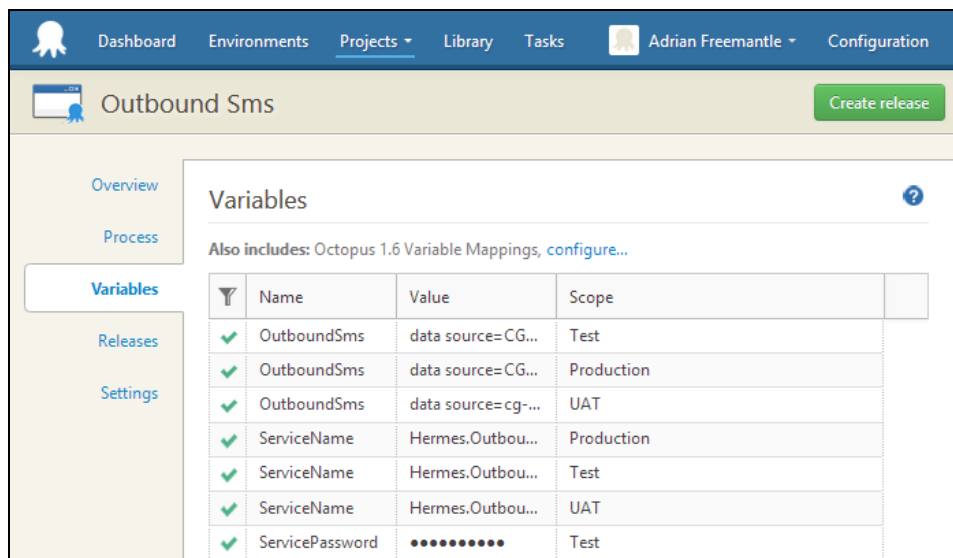 Dashboard Environments Projects Library Tasks Adrian Freemantle Configuration
Outbound Sms Create release
Overview
Process
Variables
Releases
Settings
Variables ?
Also includes: Octopus 1.6 Variable Mappings, configure...
Name Value Scope
OutboundSms data source=CG... Test
OutboundSms data source=CG... Production
OutboundSms data source=cg-... UAT
ServiceName Hermes.Outbou... Production
ServiceName Hermes.Outbou... Test
ServiceName Hermes.Outbou... UAT
ServicePassword •••••••••• Test